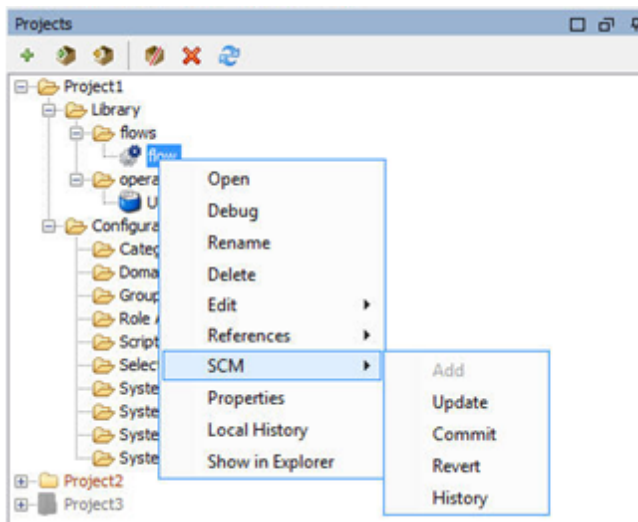 Projects
Project1
Library
flows
flow
opera
U
Configura
Categ
Doma
Group
Role A
Script
Select
Syste
Syste
Syste
Syste
Project2
Project3
Open
Debug
Rename
Delete
Edit
References
SCM
Properties
Local History
Show in Explorer
Add
Update
Commit
Revert
History